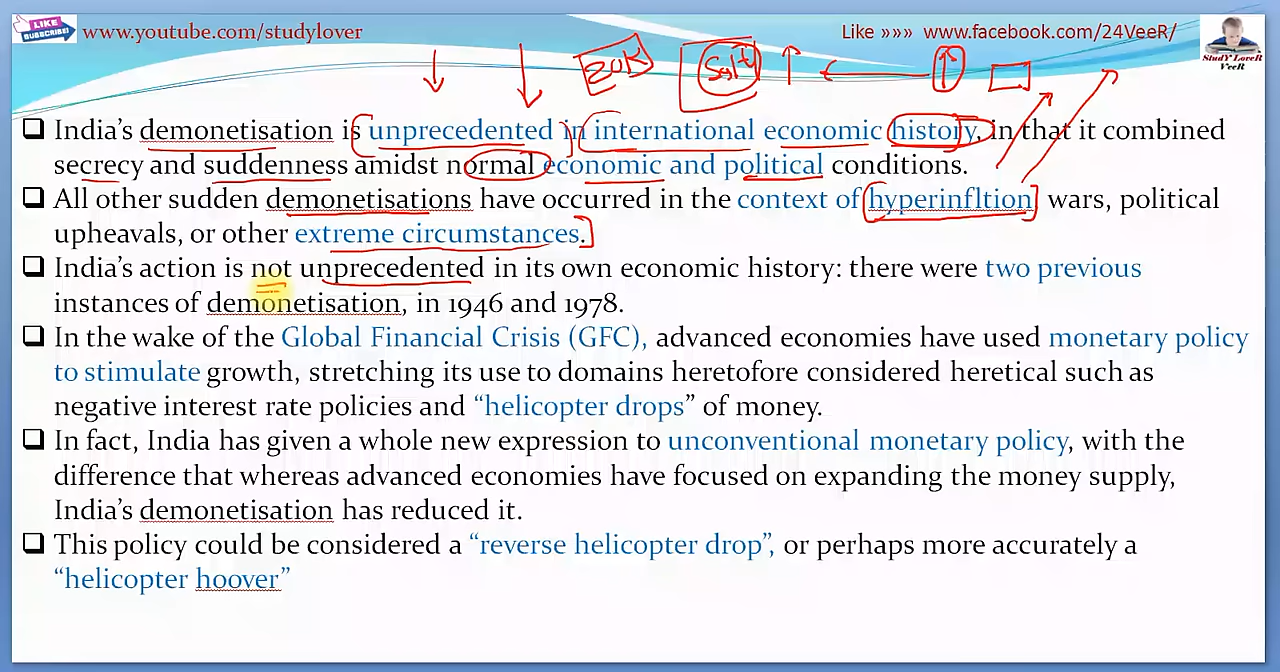 LIKE
SUBSCRIBE!
www.youtube.com/studylover
Like »»» www.facebook.com/24VeeR/
StudY LoveR
VeeR
❑ India's demonetisation is unprecedented in international economic history, in that it combined
secrecy and suddenness amidst normal economic and political conditions.
❑ All other sudden demonetisations have occurred in the context of hyperinfltion, wars, political
upheavals, or other extreme circumstances.
❑ India's action is not unprecedented in its own economic history: there were two previous
instances of demonetisation, in 1946 and 1978.
❑ In the wake of the Global Financial Crisis (GFC), advanced economies have used monetary policy
to stimulate growth, stretching its use to domains heretofore considered heretical such as
negative interest rate policies and “helicopter drops” of money.
❑ In fact, India has given a whole new expression to unconventional monetary policy, with the
difference that whereas advanced economies have focused on expanding the money supply,
India's demonetisation has reduced it.
❑ This policy could be considered a “reverse helicopter drop”, or perhaps more accurately a
“helicopter hoover”